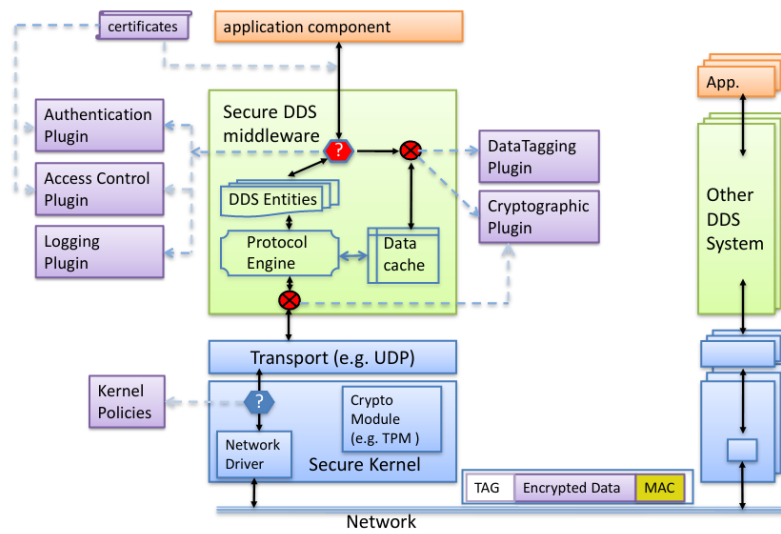 certificates
application component
App.
Authentication
Plugin
Secure DDS
middleware
?
DataTagging
Plugin
Access Control
Plugin
DDS Entities
Cryptographic
Plugin
Other
DDS
System
Logging
Plugin
Protocol
Engine
Data
cache
Transport (e.g. UDP)
Kernel
Policies
?
Crypto
Module
(e.g. TPM )
Network
Driver
Secure Kernel
TAG
Encrypted Data
MAC
Network